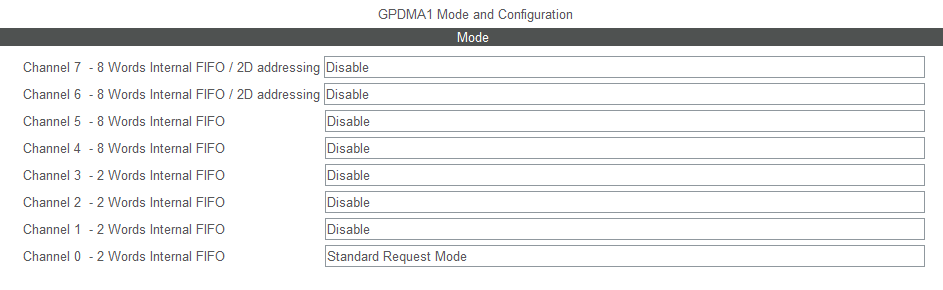 GPDMA1 Mode and Configuration
Mode
Channel 7 - 8 Words Internal FIFO / 2D addressing Disable
Channel 6 - 8 Words Internal FIFO / 2D addressing Disable
Channel 5 - 8 Words Internal FIFO Disable
Channel 4 - 8 Words Internal FIFO Disable
Channel 3 - 2 Words Internal FIFO Disable
Channel 2 - 2 Words Internal FIFO Disable
Channel 1 - 2 Words Internal FIFO Disable
Channel 0 - 2 Words Internal FIFO Standard Request Mode